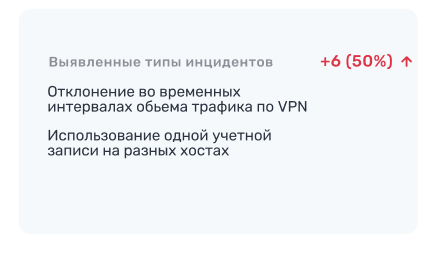 Выявленные типы инцидентов +6 (50%) ↑
Отклонение во временных
интервалах обьема трафика по VPN
Использование одной учетной
записи на разных хостах